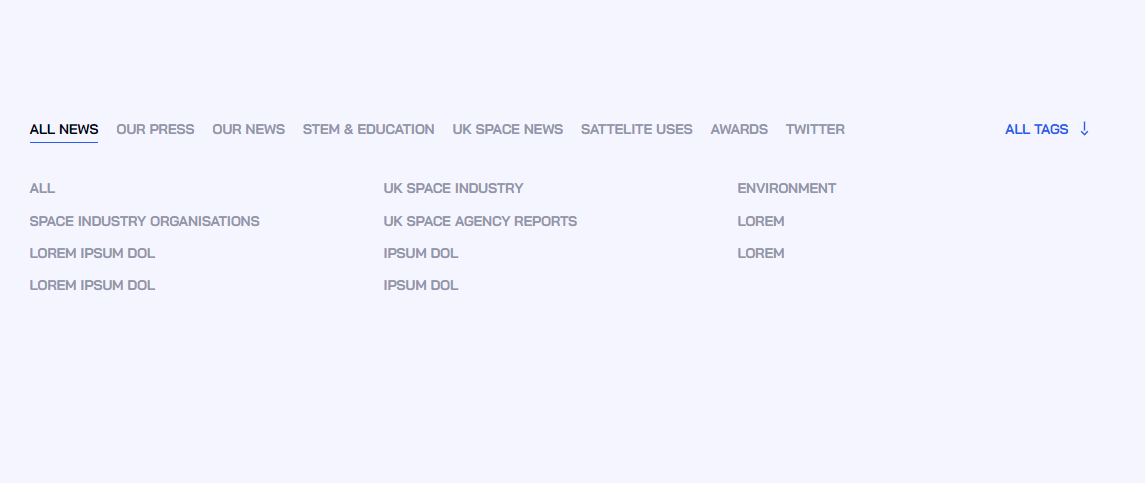 ALL NEWS OUR PRESS OUR NEWS STEM & EDUCATION UK SPACE NEWS SATTELITE USES AWARDS TWITTER ALL TAGS ↓
ALL UK SPACE INDUSTRY ENVIRONMENT
SPACE INDUSTRY ORGANISATIONS UK SPACE AGENCY REPORTS LOREM
LOREM IPSUM DOL IPSUM DOL LOREM
LOREM IPSUM DOL IPSUM DOL